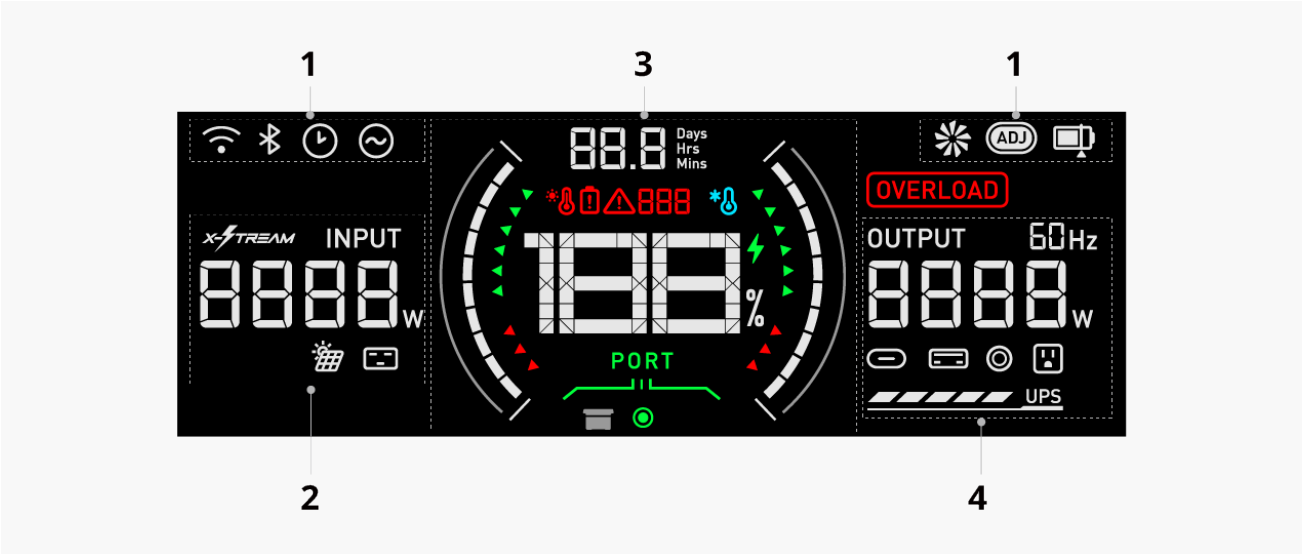 1
3
1
88.8
Days
Hrs
Mins
ADJ
888
OVERLOAD
X-STREAM INPUT
8888 W
188 %
OUTPUT 60Hz
8888 W
PORT
UPS
2
4